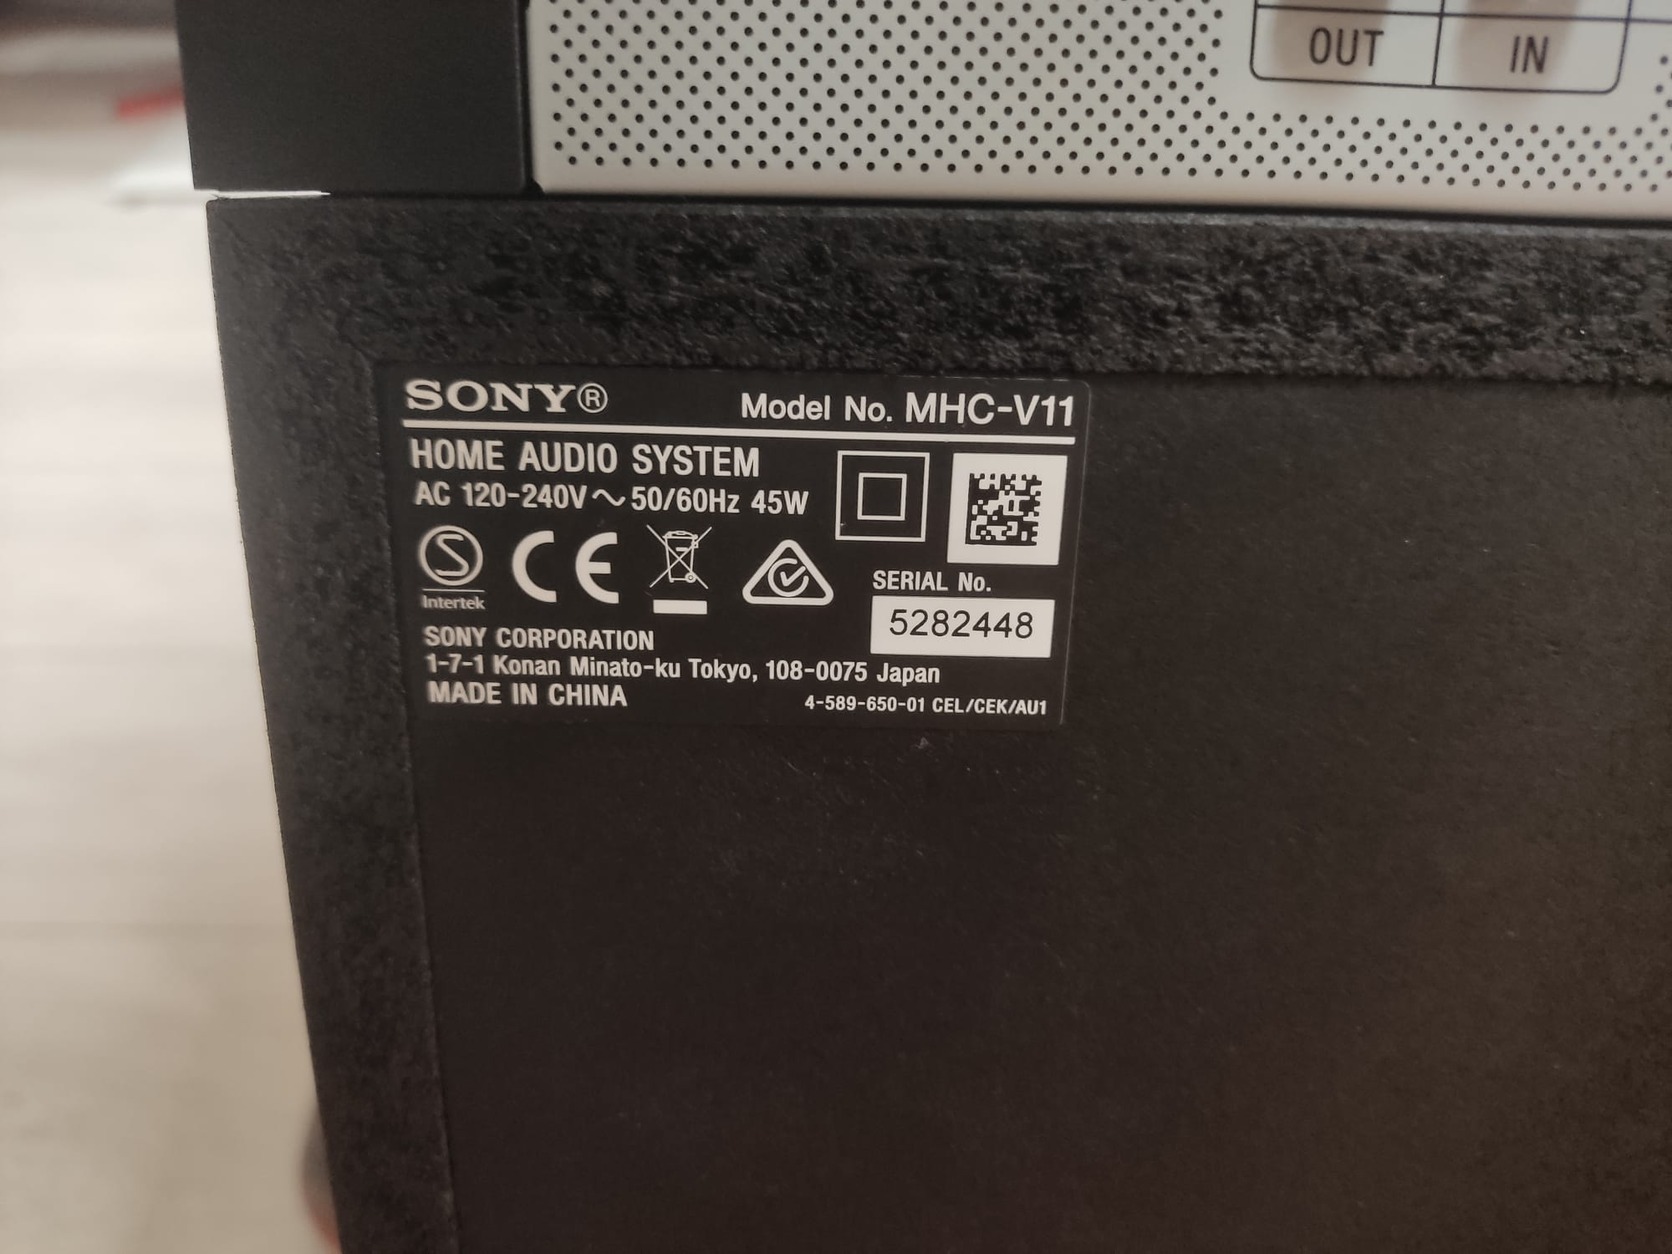 OUT IN
SONY® Model No. MHC-V11
HOME AUDIO SYSTEM
AC 120-240V～50/60Hz 45W
Intertek
CE
SERIAL No.
5282448
SONY CORPORATION
1-7-1 Konan Minato-ku Tokyo, 108-0075 Japan
MADE IN CHINA 4-589-650-01 CEL/CEK/AU1